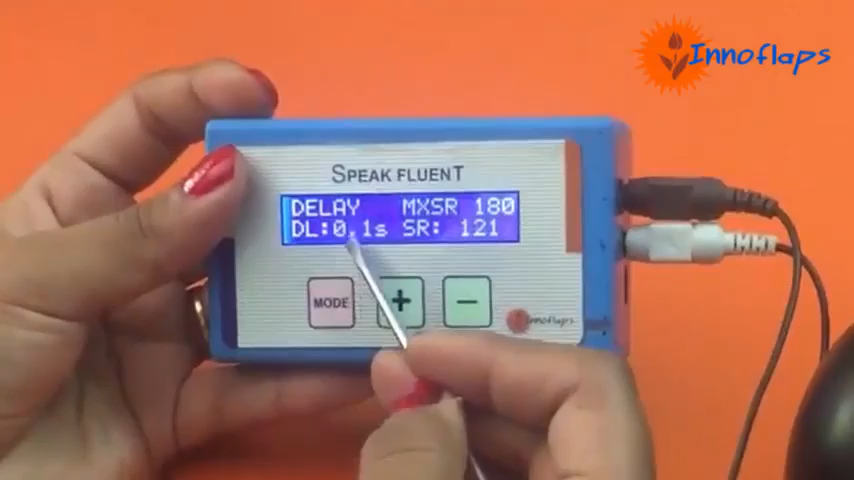 Innoflaps
SPEAK FLUENT
DELAY MXSR 180
DL:0.1s SR: 121
MODE
+
−
Innoflaps